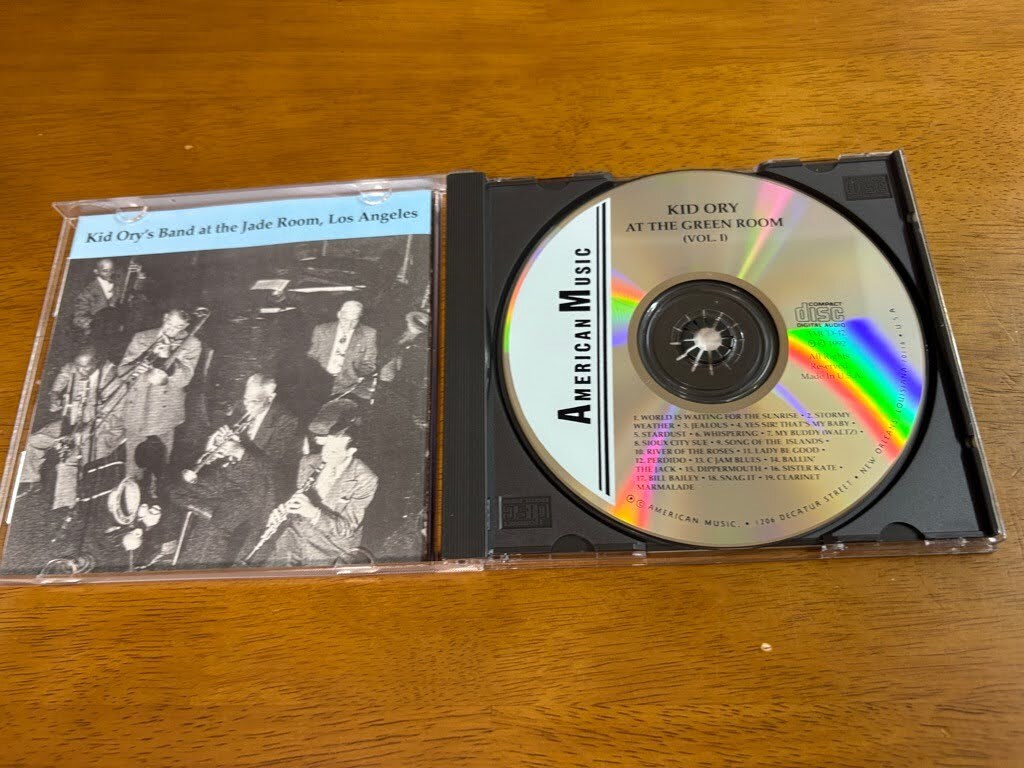 Kid Ory's Band at the Jade Room, Los Angeles
KID ORY
AT THE GREEN ROOM
(VOL. I)
AMERICAN MUSIC
COMPACT
disc
DIGITAL AUDIO
All Rights
Reserved
Made in U
1. WORLD IS WAITING FOR THE SUNRISE • 2. STORMY
WEATHER • 3. JEALOUS • 4. YES SIR! THAT'S MY BABY •
5. STARDUST • 6. WHISPERING • 7. MY BUDDY (WALTZ) •
8. SIOUX CITY SUE • 9. SONG OF THE ISLANDS •
10. RIVER OF THE ROSES • 11. LADY BE GOOD •
12. PERDIDO • 13. C JAM BLUES • 14. BALLIN'
THE JACK • 15. DIPPERMOUTH • 16. SISTER KATE •
17. BILL BAILEY • 18. SNAG IT • 19. CLARINET
MARMALADE
℗ © AMERICAN MUSIC, • 1206 DECATUR STREET • NEW ORLEANS, LOUISIANA 70116 • USA